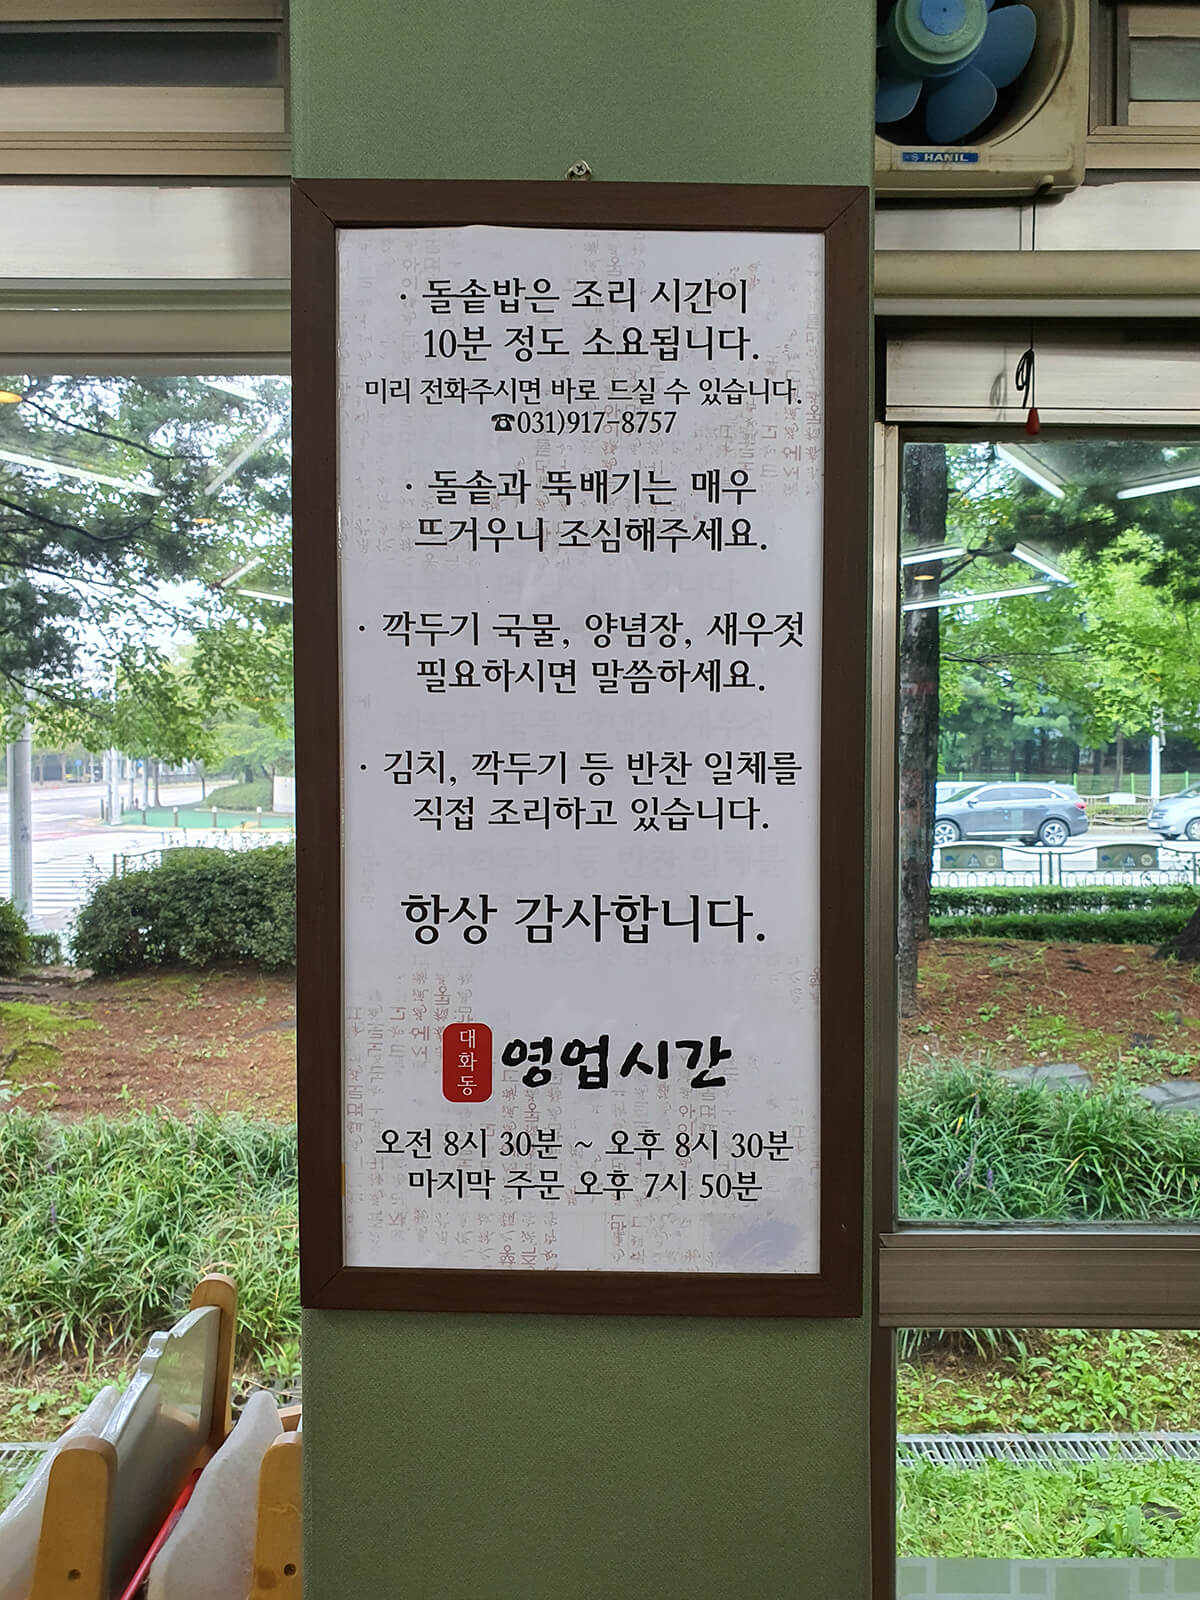 HANIL
· 돌솥밥은 조리 시간이
10분 정도 소요됩니다.
미리 전화주시면 바로 드실 수 있습니다.
☎031)917-8757
· 돌솥과 뚝배기는 매우
뜨거우니 조심해주세요.
· 깍두기 국물, 양념장, 새우젓
필요하시면 말씀하세요.
· 김치, 깍두기 등 반찬 일체를
직접 조리하고 있습니다.
항상 감사합니다.
대화동 영업시간
오전 8시 30분 ~ 오후 8시 30분
마지막 주문 오후 7시 50분